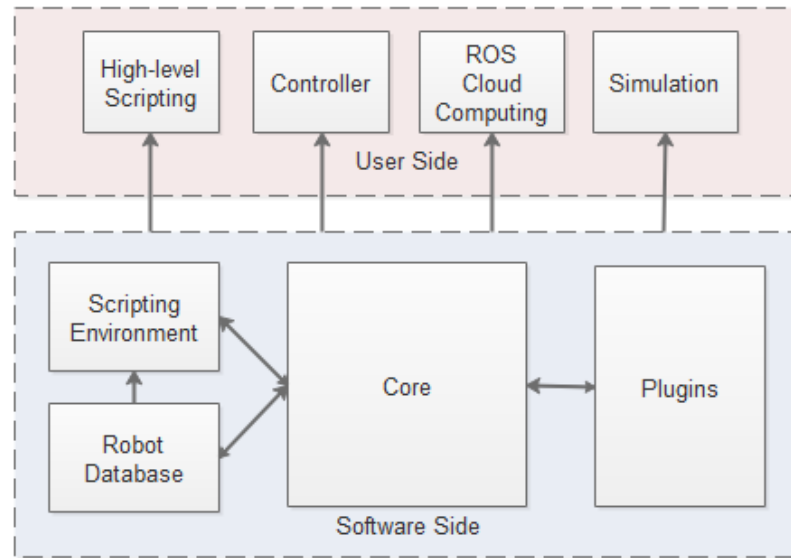 High-level
Scripting
Controller
ROS
Cloud
Computing
Simulation
User Side
Scripting
Environment
Core
Plugins
Robot
Database
Software Side